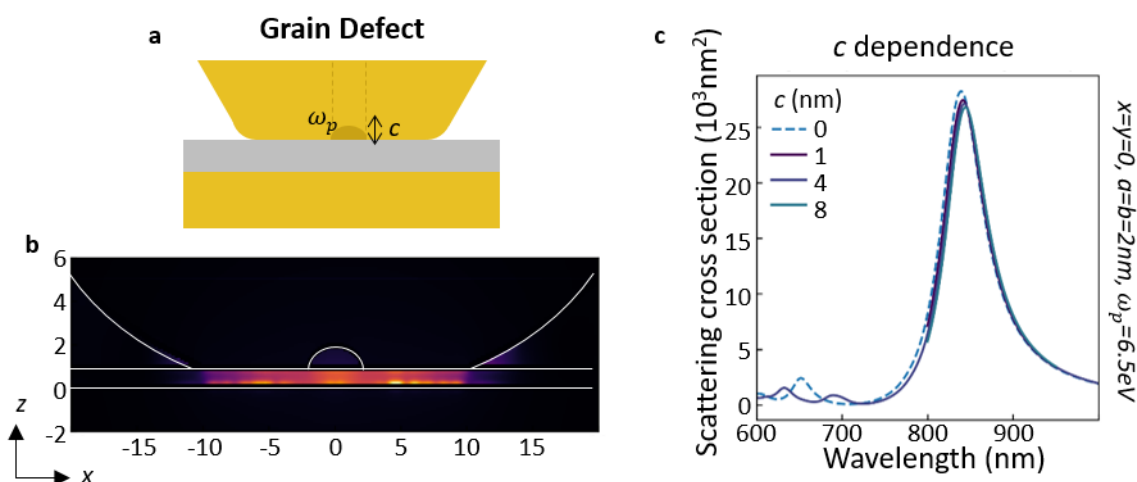 Grain Defect
a
ωp
c
b
6
4
2
0
-2
-15
-10
-5
0
5
10
15
z
x
c
c dependence
Scattering cross section (10³nm²)
c (nm)
0
1
4
8
25
20
15
10
5
0
600
700
800
900
Wavelength (nm)
x=y=0, a=b=2nm, ωp=6.5eV